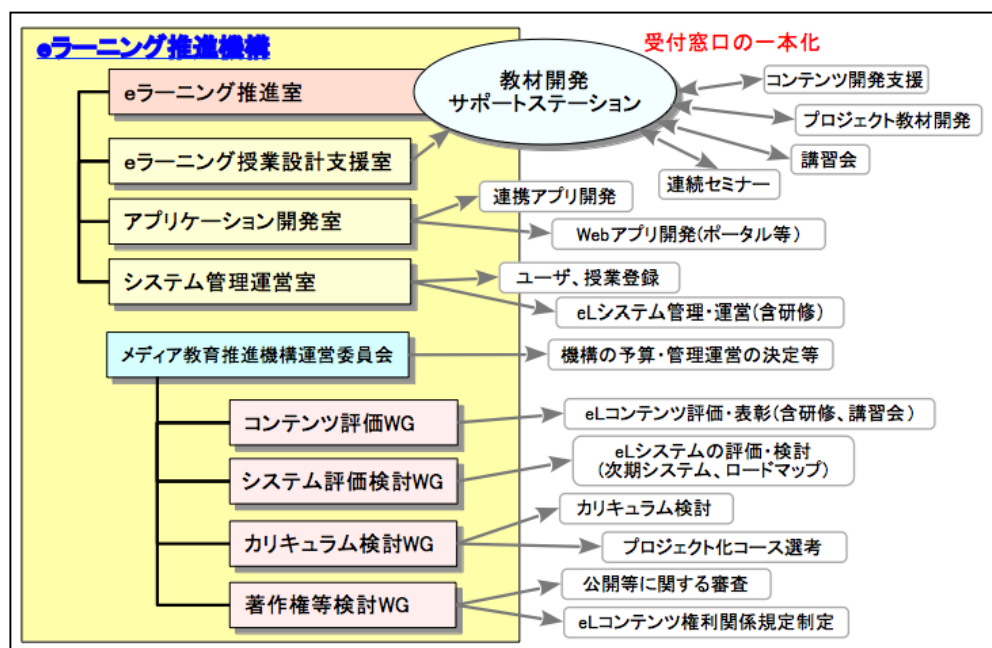 eラーニング推進機構
受付窓口の一本化
教材開発
サポートステーション
eラーニング推進室
コンテンツ開発支援
プロジェクト教材開発
講習会
連続セミナー
eラーニング授業設計支援室
アプリケーション開発室
連携アプリ開発
Webアプリ開発(ポータル等)
システム管理運営室
ユーザ、授業登録
eLシステム管理・運営(含研修)
メディア教育推進機構運営委員会
機構の予算・管理運営の決定等
コンテンツ評価WG
eLコンテンツ評価・表彰(含研修、講習会)
システム評価検討WG
eLシステムの評価・検討
(次期システム、ロードマップ)
カリキュラム検討WG
カリキュラム検討
プロジェクト化コース選考
著作権等検討WG
公開等に関する審査
eLコンテンツ権利関係規定制定